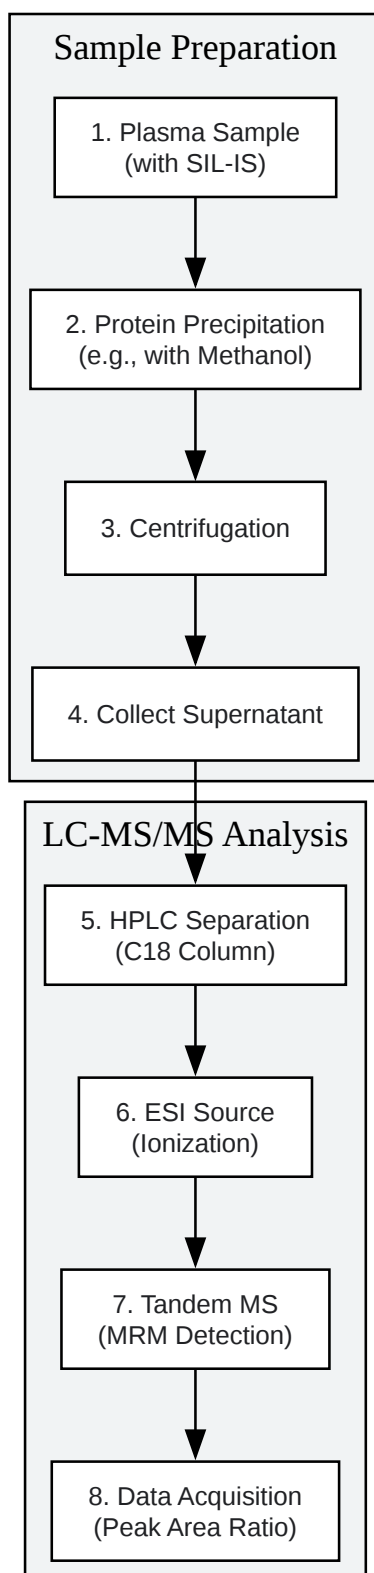 Sample Preparation
1. Plasma Sample
(with SIL-IS)
2. Protein Precipitation
(e.g., with Methanol)
3. Centrifugation
4. Collect Supernatant
LC-MS/MS Analysis
5. HPLC Separation
(C18 Column)
6. ESI Source
(Ionization)
7. Tandem MS
(MRM Detection)
8. Data Acquisition
(Peak Area Ratio)